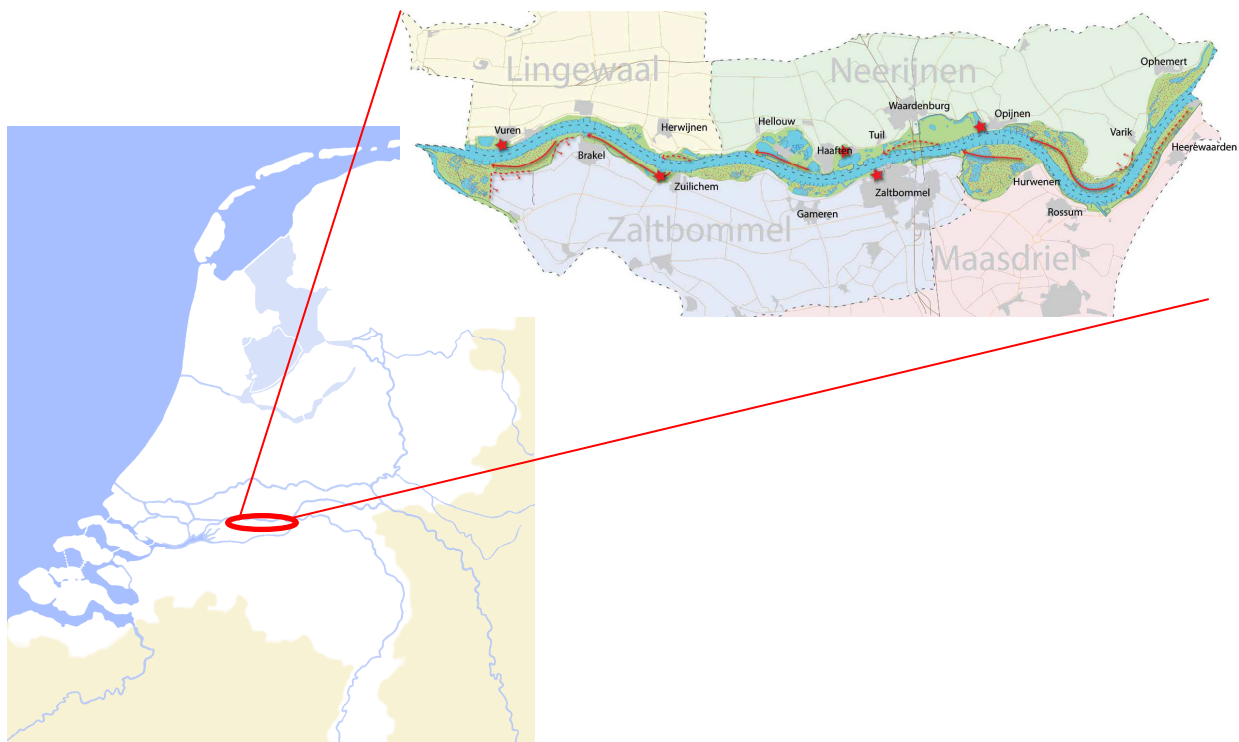 Ophemert
Lingewaal
Neerijnen
Waardenburg
Opijnen
Vuren
Herwijnen
Hellouw
Tuil
Varik
Heerewaarden
Brakel
Haaften
Zuilichem
Hurwenen
Zaltbommel
Gameren
Rossum
Zaltbommel
Maasdriel